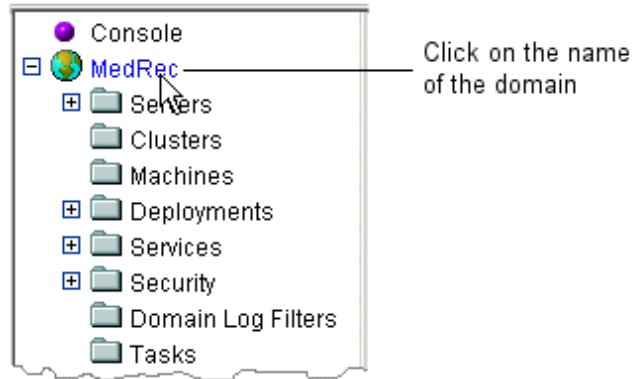 Console
MedRec
Click on the name
of the domain
Servers
Clusters
Machines
Deployments
Services
Security
Domain Log Filters
Tasks